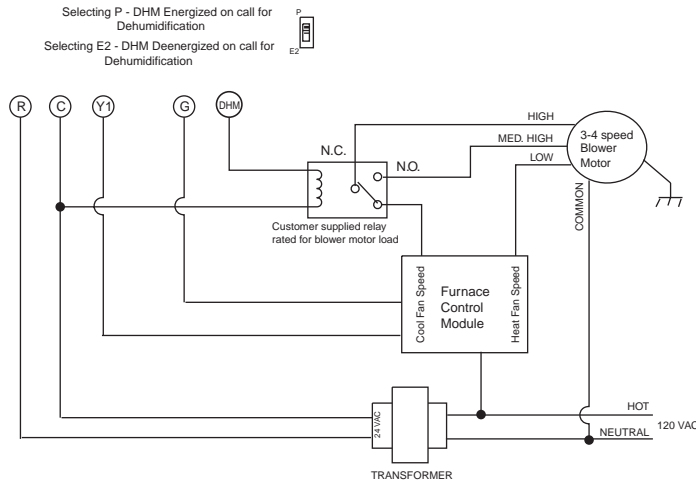 Selecting P - DHM Energized on call for
Dehumidification
Selecting E2 - DHM Deenergized on call for
Dehumidification
P
E2
R
C
Y1
G
DHM
HIGH
MED. HIGH
LOW
3-4 speed
Blower
Motor
COMMON
N.C.
N.O.
Customer supplied relay
rated for blower motor load
Cool Fan Speed
Furnace
Control
Module
Heat Fan Speed
24 VAC
TRANSFORMER
HOT
NEUTRAL
120 VAC